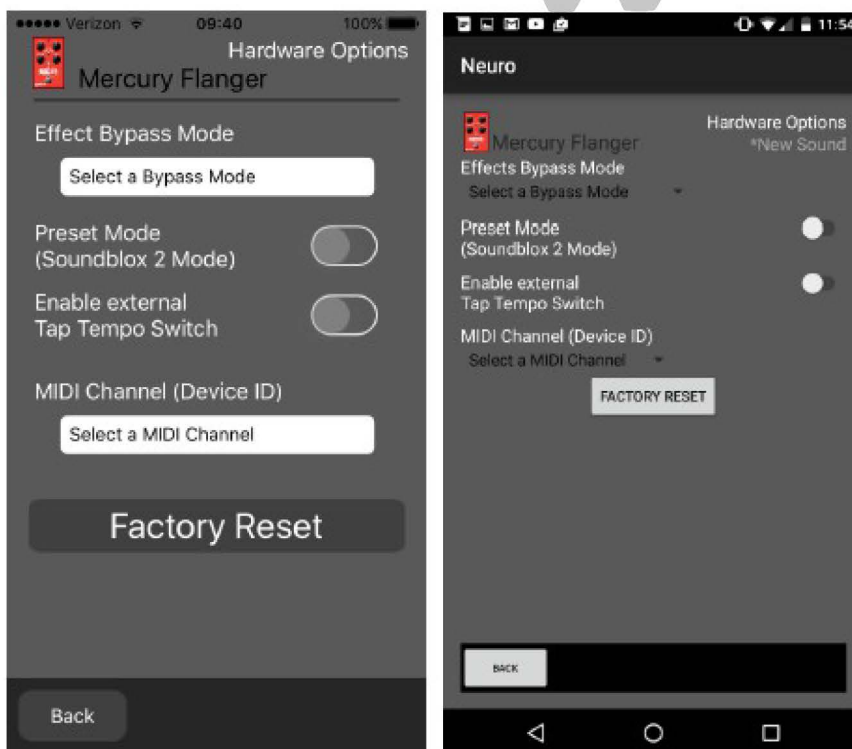 Verizon 09:40 100%
Hardware Options
Mercury Flanger
Effect Bypass Mode
Select a Bypass Mode
Preset Mode
(Soundblox 2 Mode)
Enable external
Tap Tempo Switch
MIDI Channel (Device ID)
Select a MIDI Channel
Factory Reset
Back
11:54
Neuro
Hardware Options
Mercury Flanger
*New Sound
Effects Bypass Mode
Select a Bypass Mode
Preset Mode
(Soundblox 2 Mode)
Enable external
Tap Tempo Switch
MIDI Channel (Device ID)
Select a MIDI Channel
FACTORY RESET
BACK